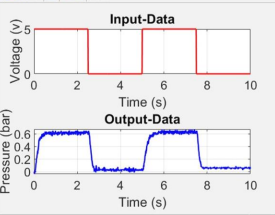 Input-Data
Voltage (v)
5
0
0 2 4 6 8 10
Time (s)
Output-Data
Pressure (bar)
0.6
0.4
0.2
0
0 2 4 6 8 10
Time (s)